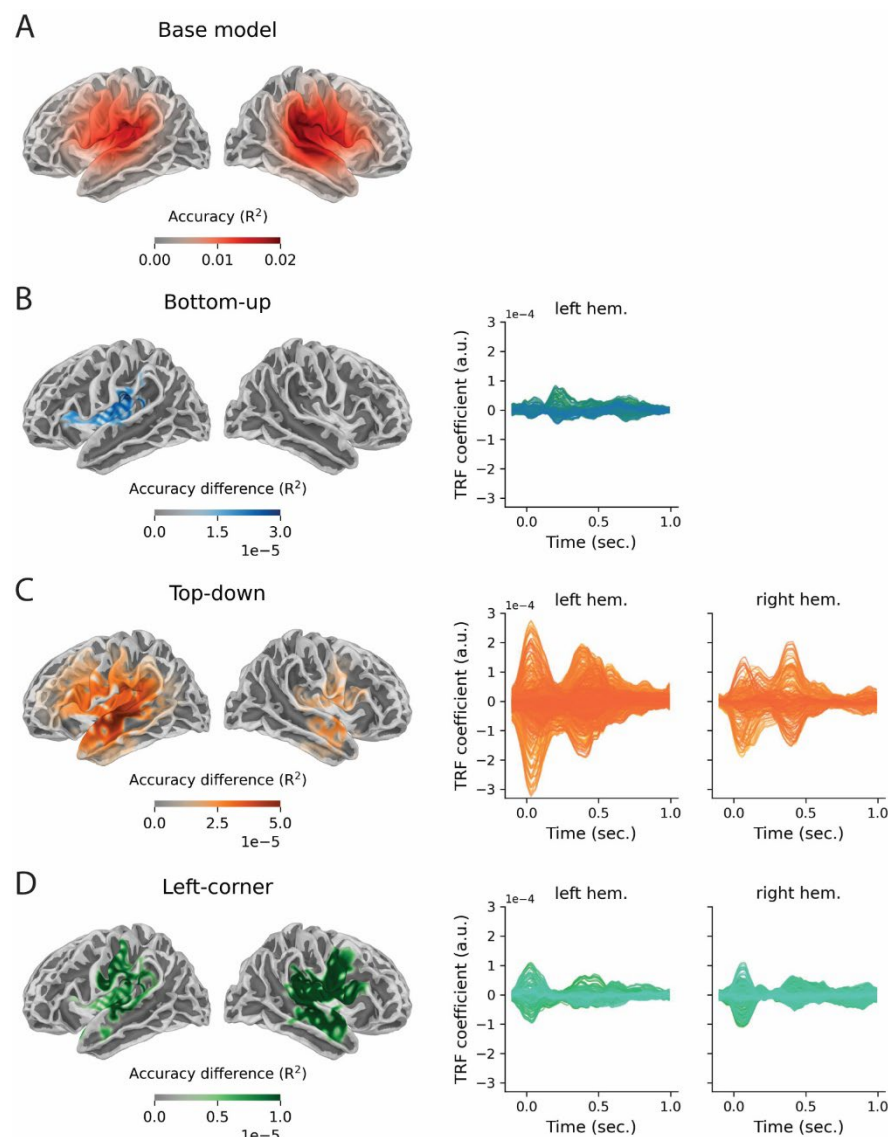 A
Base model
Accuracy (R²)
0.00 0.01 0.02
B
Bottom-up
Accuracy difference (R²)
0.0 1.5 3.0
1e−5
left hem.
1e−4
TRF coefficient (a.u.)
3
2
1
0
−1
−2
−3
0.0 0.5 1.0
Time (sec.)
C
Top-down
Accuracy difference (R²)
0.0 2.5 5.0
1e−5
left hem.
1e−4
TRF coefficient (a.u.)
3
2
1
0
−1
−2
−3
0.0 0.5 1.0
Time (sec.)
right hem.
0.0 0.5 1.0
Time (sec.)
D
Left-corner
Accuracy difference (R²)
0.0 0.5 1.0
1e−5
left hem.
1e−4
TRF coefficient (a.u.)
3
2
1
0
−1
−2
−3
0.0 0.5 1.0
Time (sec.)
right hem.
0.0 0.5 1.0
Time (sec.)